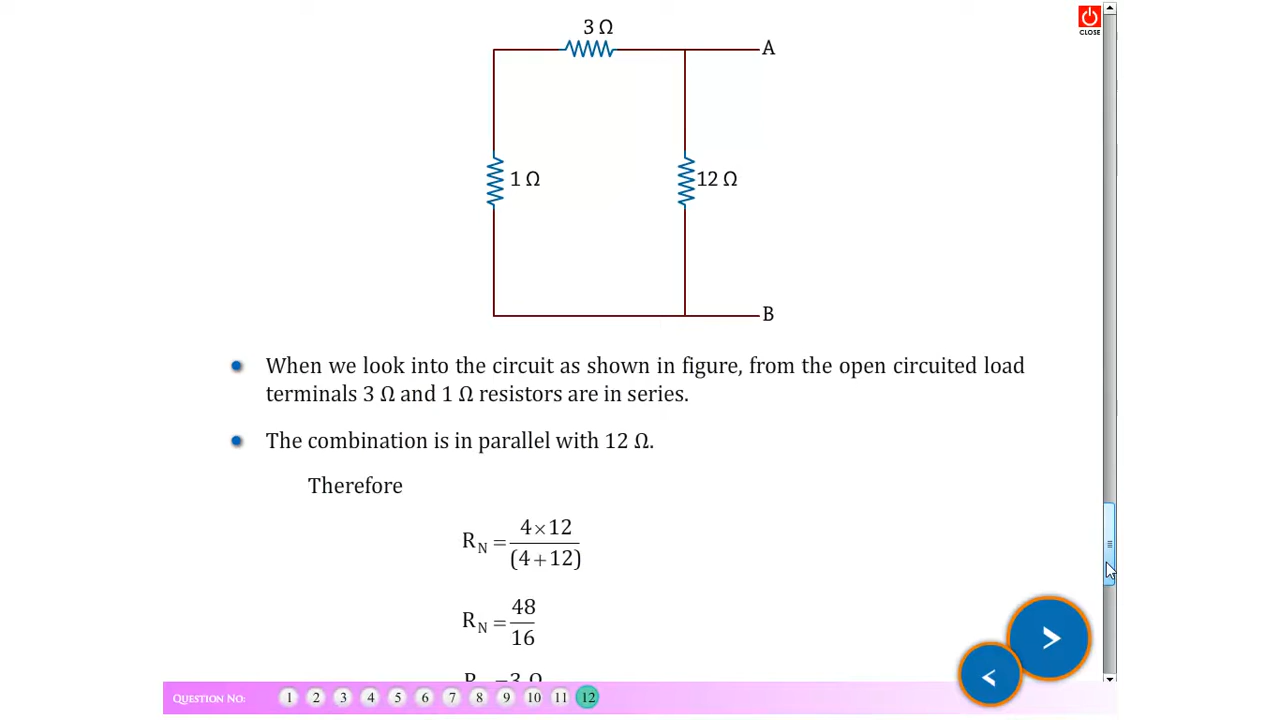 3 Ω
CLOSE
A
1 Ω
12 Ω
B
When we look into the circuit as shown in figure, from the open circuited load
terminals 3 Ω and 1 Ω resistors are in series.
The combination is in parallel with 12 Ω.
Therefore
R_N = 4×12 / (4+12)
R_N = 48 / 16
=3 Ω
>
<
QUESTION NO: 1 2 3 4 5 6 7 8 9 10 11 12